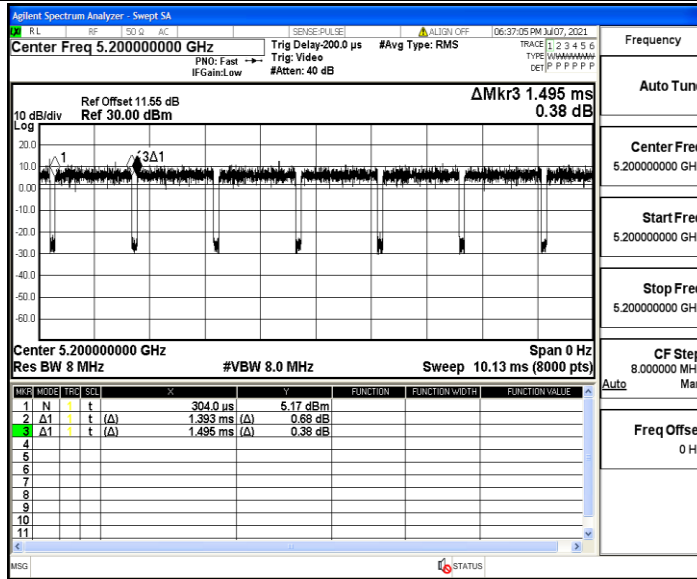 Agilent Spectrum Analyzer - Swept SA
RL RF 50 Ω AC SENSE:PULSE ALIGN OFF 06:37:05 PM Jul 07, 2021
Center Freq 5.200000000 GHz
PNO: Fast
IFGain:Low
Trig Delay-200.0 µs
Trig: Video
#Atten: 40 dB
#Avg Type: RMS
TRACE 1 2 3 4 5 6
TYPE WWWWWW
DET P P P P P P
Frequency
Auto Tun
ΔMkr3 1.495 ms
0.38 dB
Ref Offset 11.55 dB
10 dB/div Ref 30.00 dBm
Log
20.0
10.0
0.00
-10.0
-20.0
-30.0
-40.0
-50.0
-60.0
1
3Δ1
Center Fre
5.200000000 GH
Start Fre
5.200000000 GH
Stop Fre
5.200000000 GH
CF Step
8.000000 MH
Auto Ma
Freq Offse
0 H
Center 5.200000000 GHz Span 0 Hz
Res BW 8 MHz #VBW 8.0 MHz Sweep 10.13 ms (8000 pts)
MKR MODE TRC SCL X Y FUNCTION FUNCTION WIDTH FUNCTION VALUE
1 N 1 t 304.0 µs 5.17 dBm
2 Δ1 1 t (Δ) 1.393 ms (Δ) 0.68 dB
3 Δ1 1 t (Δ) 1.495 ms (Δ) 0.38 dB
4
5
6
7
8
9
10
11
MSG STATUS